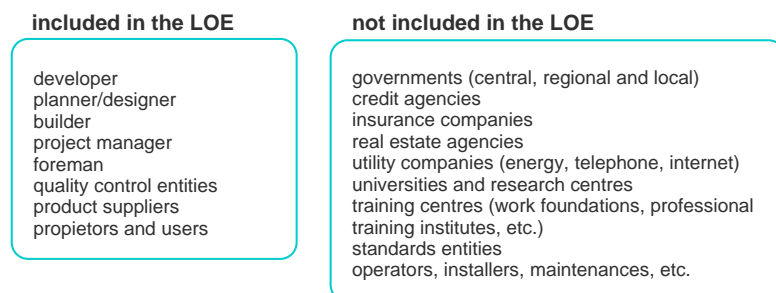 included in the LOE
developer
planner/designer
builder
project manager
foreman
quality control entities
product suppliers
propietors and users
not included in the LOE
governments (central, regional and local)
credit agencies
insurance companies
real estate agencies
utility companies (energy, telephone, internet)
universities and research centres
training centres (work foundations, professional
training institutes, etc.)
standards entities
operators, installers, maintenances, etc.